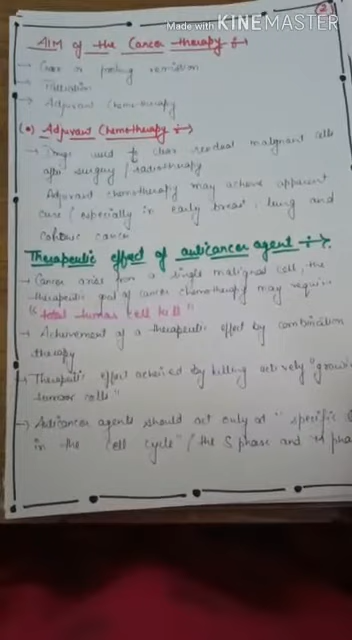 Made with KINEMASTER
(2)
AIM of the Cancer therapy :→
→ Cure or prolong remission
→ Palliation
→ Adjuvant chemotherapy
(•) Adjuvant Chemotherapy :→
→ Drugs used to clear residual malignant cells
after surgery / radiotherapy
Adjuvant chemotherapy may achieve apparent
cure (especially in early breast, lung and
colonic cancer
Therapeutic effect of anticancer agent :→
→ Cancer arises from a single malignant cell, the
therapeutic goal of cancer chemotherapy may require
"total tumor cell kill"
→ Achievement of a therapeutic effect by combination
therapy
→ Therapeutic effect achieved by killing actively "growi
tumor cells"
→ Anticancer agents should act only at "specific
in the cell cycle" (the S phase and M pha